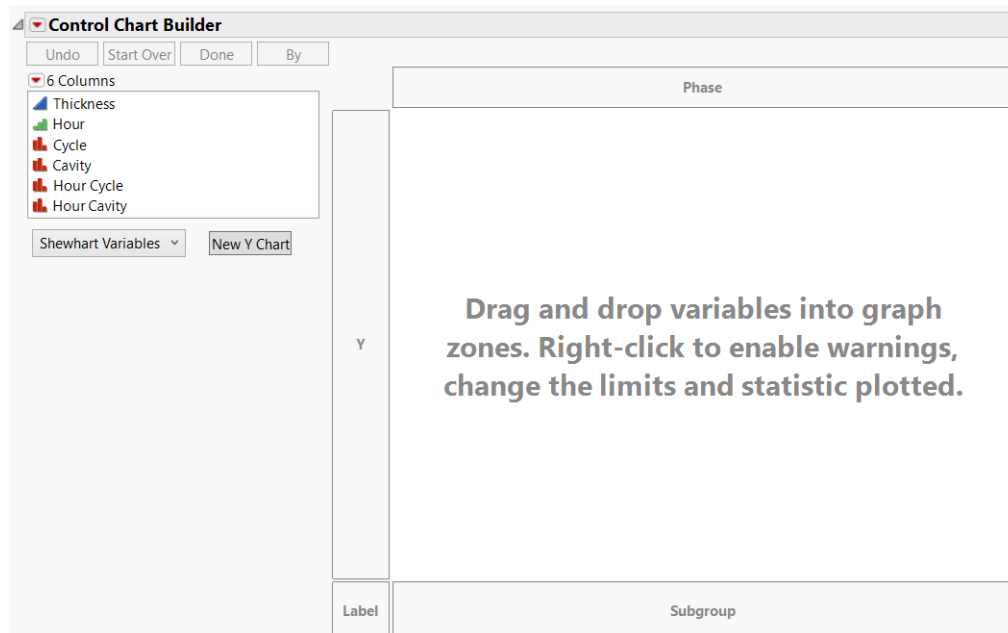 Control Chart Builder
Undo Start Over Done By
6 Columns
Thickness
Hour
Cycle
Cavity
Hour Cycle
Hour Cavity
Shewhart Variables New Y Chart
Phase
Y
Drag and drop variables into graph
zones. Right-click to enable warnings,
change the limits and statistic plotted.
Label Subgroup